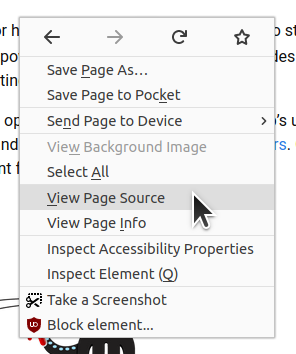 Save Page As…
Save Page to Pocket
Send Page to Device
View Background Image
Select All
View Page Source
View Page Info
Inspect Accessibility Properties
Inspect Element (Q)
Take a Screenshot
Block element...